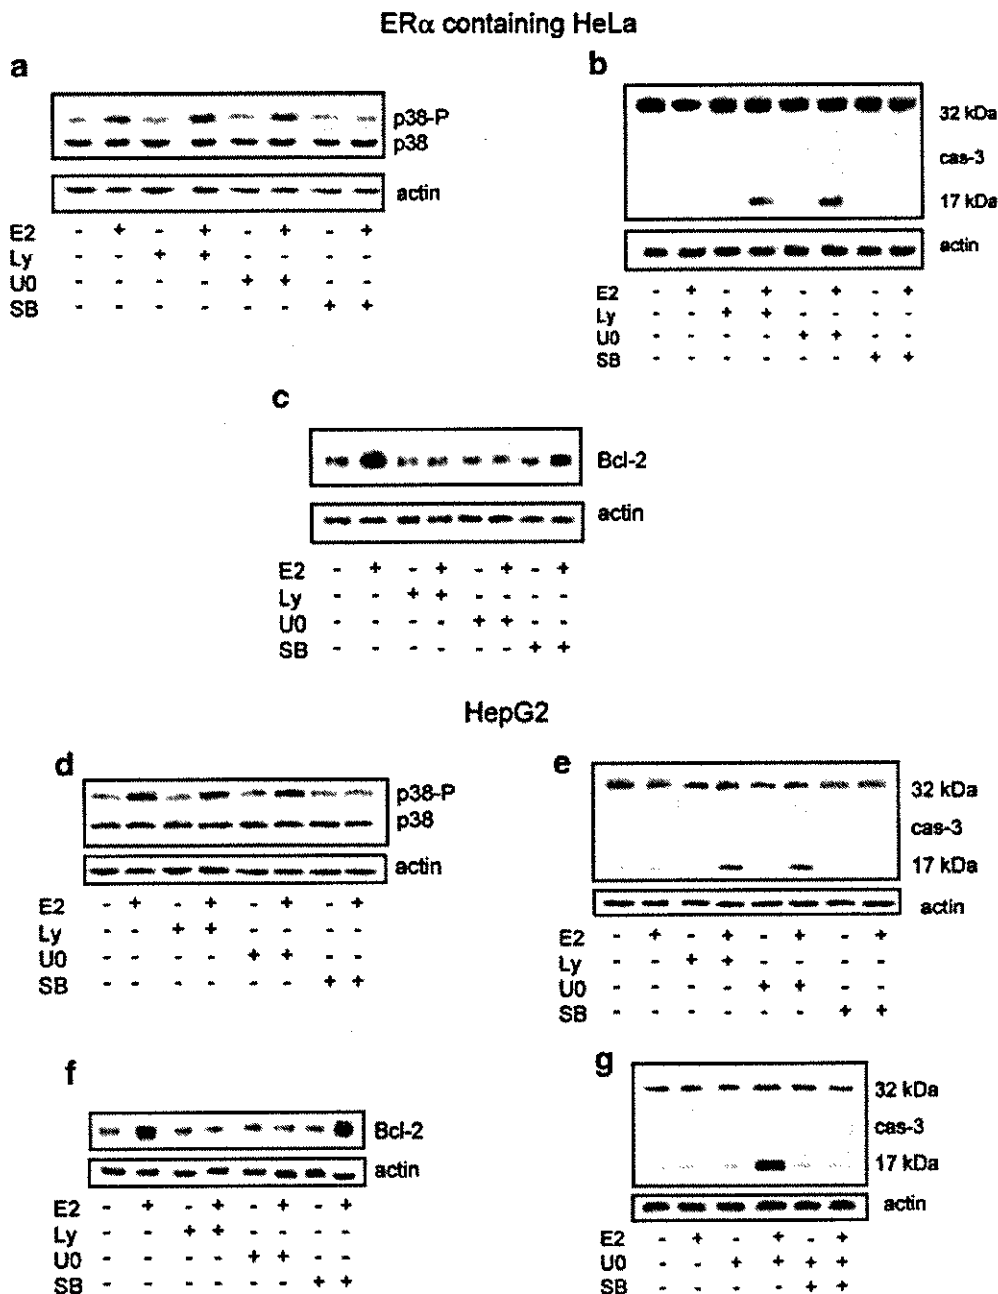 ERα containing HeLa
a
p38-P
p38
actin
E2 - + - + - + - +
Ly - - + + - - - -
U0 - - - - + + - -
SB - - - - - - + +
b
32 kDa
cas-3
17 kDa
actin
E2 - + - + - + - +
Ly - - + + - - - -
U0 - - - - + + - -
SB - - - - - - + +
c
Bcl-2
actin
E2 - + - + - + - +
Ly - - + + - - - -
U0 - - - - + + - -
SB - - - - - - + +
HepG2
d
p38-P
p38
actin
E2 - + - + - + - +
Ly - - + + - - - -
U0 - - - - + + - -
SB - - - - - - + +
e
32 kDa
cas-3
17 kDa
actin
E2 - + - + - + - +
Ly - - + + - - - -
U0 - - - - + + - -
SB - - - - - - + +
f
Bcl-2
actin
E2 - + - + - + - +
Ly - - + + - - - -
U0 - - - - + + - -
SB - - - - - - + +
g
32 kDa
cas-3
17 kDa
actin
E2 - + - + - +
U0 - - + + + +
SB - - - - + +